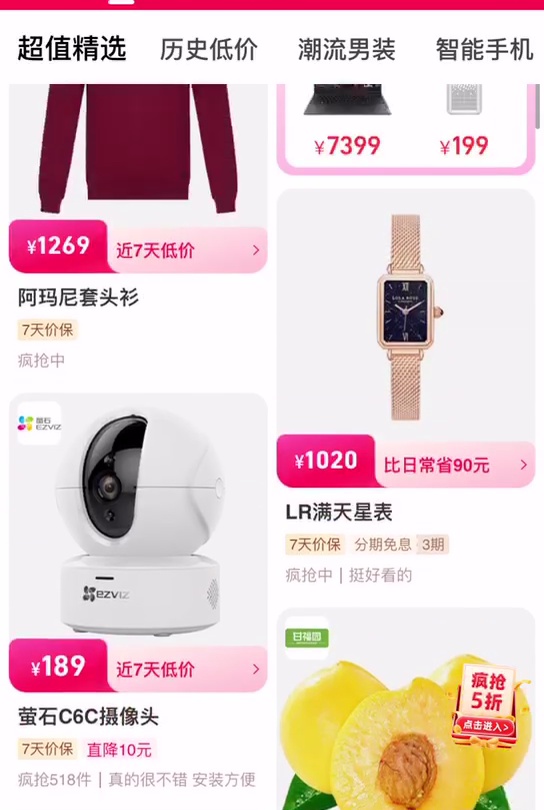 超值精选
历史低价
潮流男装
智能手机
¥1269
近7天低价
阿玛尼套头衫
7天价保
疯抢中
萤石
EZVIZ
ezviz
¥189
近7天低价
萤石C6C摄像头
7天价保 直降10元
疯抢518件 | 真的很不错 安装方便
¥7399
¥199
LOLA ROSE
¥1020
比日常省90元
LR满天星表
7天价保 分期免息 3期
疯抢中 | 挺好看的
甘福园
疯抢
5折
点击进入>